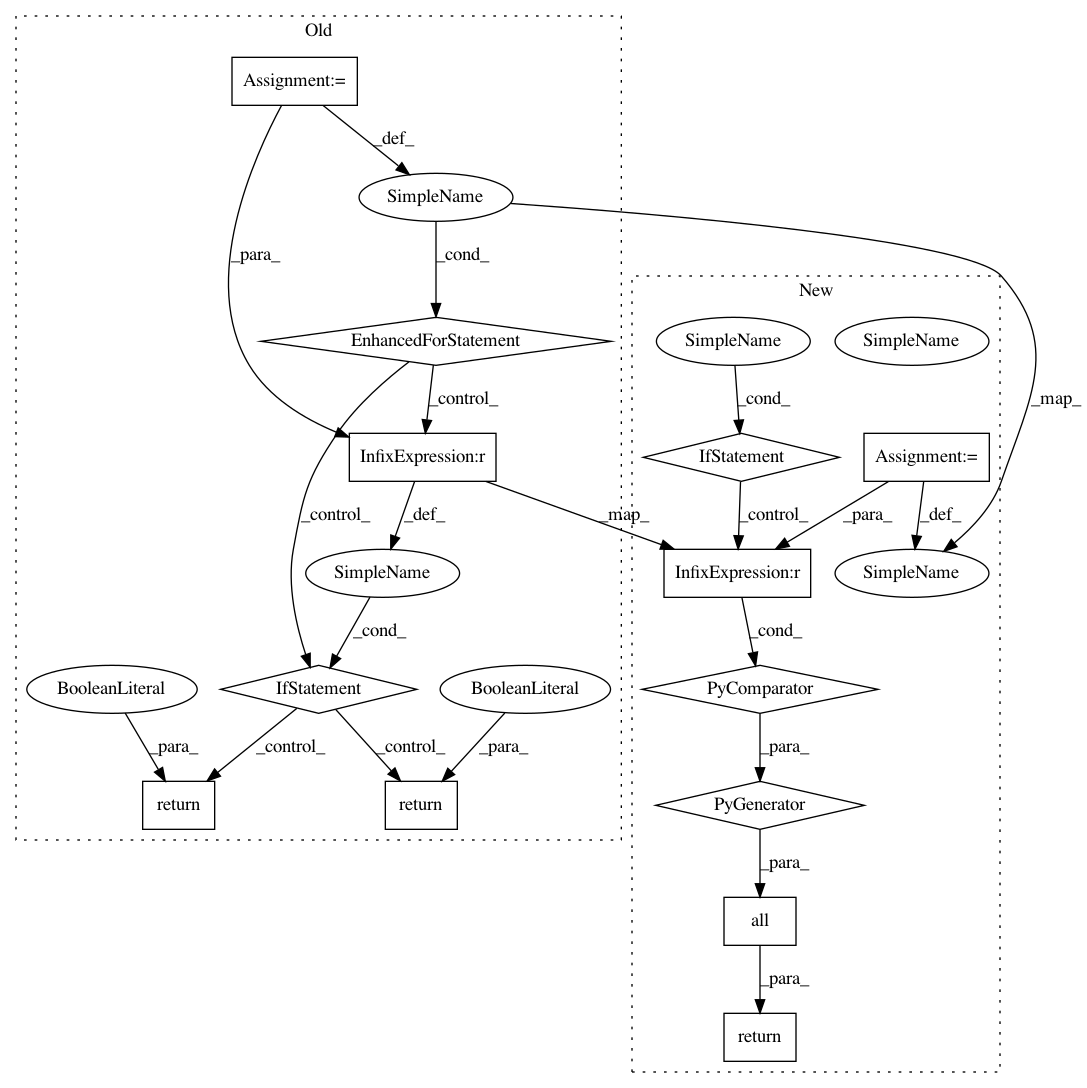 Old
Assignment:=
_def_
SimpleName
_para_
_cond_
New
EnhancedForStatement
SimpleName
SimpleName
_control_
_cond_
_map_
InfixExpression:r
IfStatement
Assignment:=
_control_
_def_
_map_
_control_
_para_
_def_
SimpleName
InfixExpression:r
SimpleName
_cond_
_cond_
BooleanLiteral
IfStatement
BooleanLiteral
PyComparator
_para_
_control_
_control_
_para_
_para_
return
return
PyGenerator
_para_
all
_para_
return